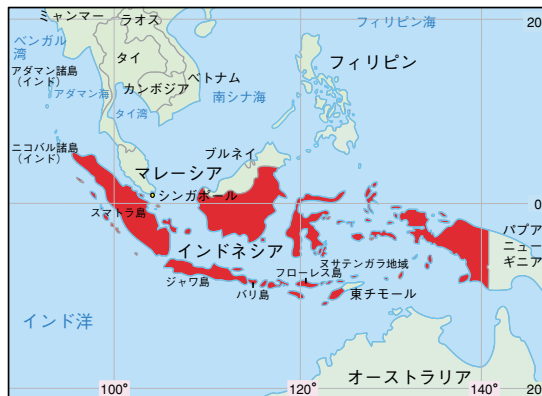 ミャンマー
ラオス
フィリピン海
20
ベンガル
湾
タイ
フィリピン
アダマン諸島
（インド）
ベトナム
カンボジア
アダマン海
南シナ海
タイ湾
ニコバル諸島
（インド）
ブルネイ
マレーシア
シンガポール
0
スマトラ島
パプア
ニュー
ギニア
インドネシア
ヌサテンガラ地域
フローレス島
ジャワ島
バリ島
東チモール
インド洋
オーストラリア
100°
120°
140°
20